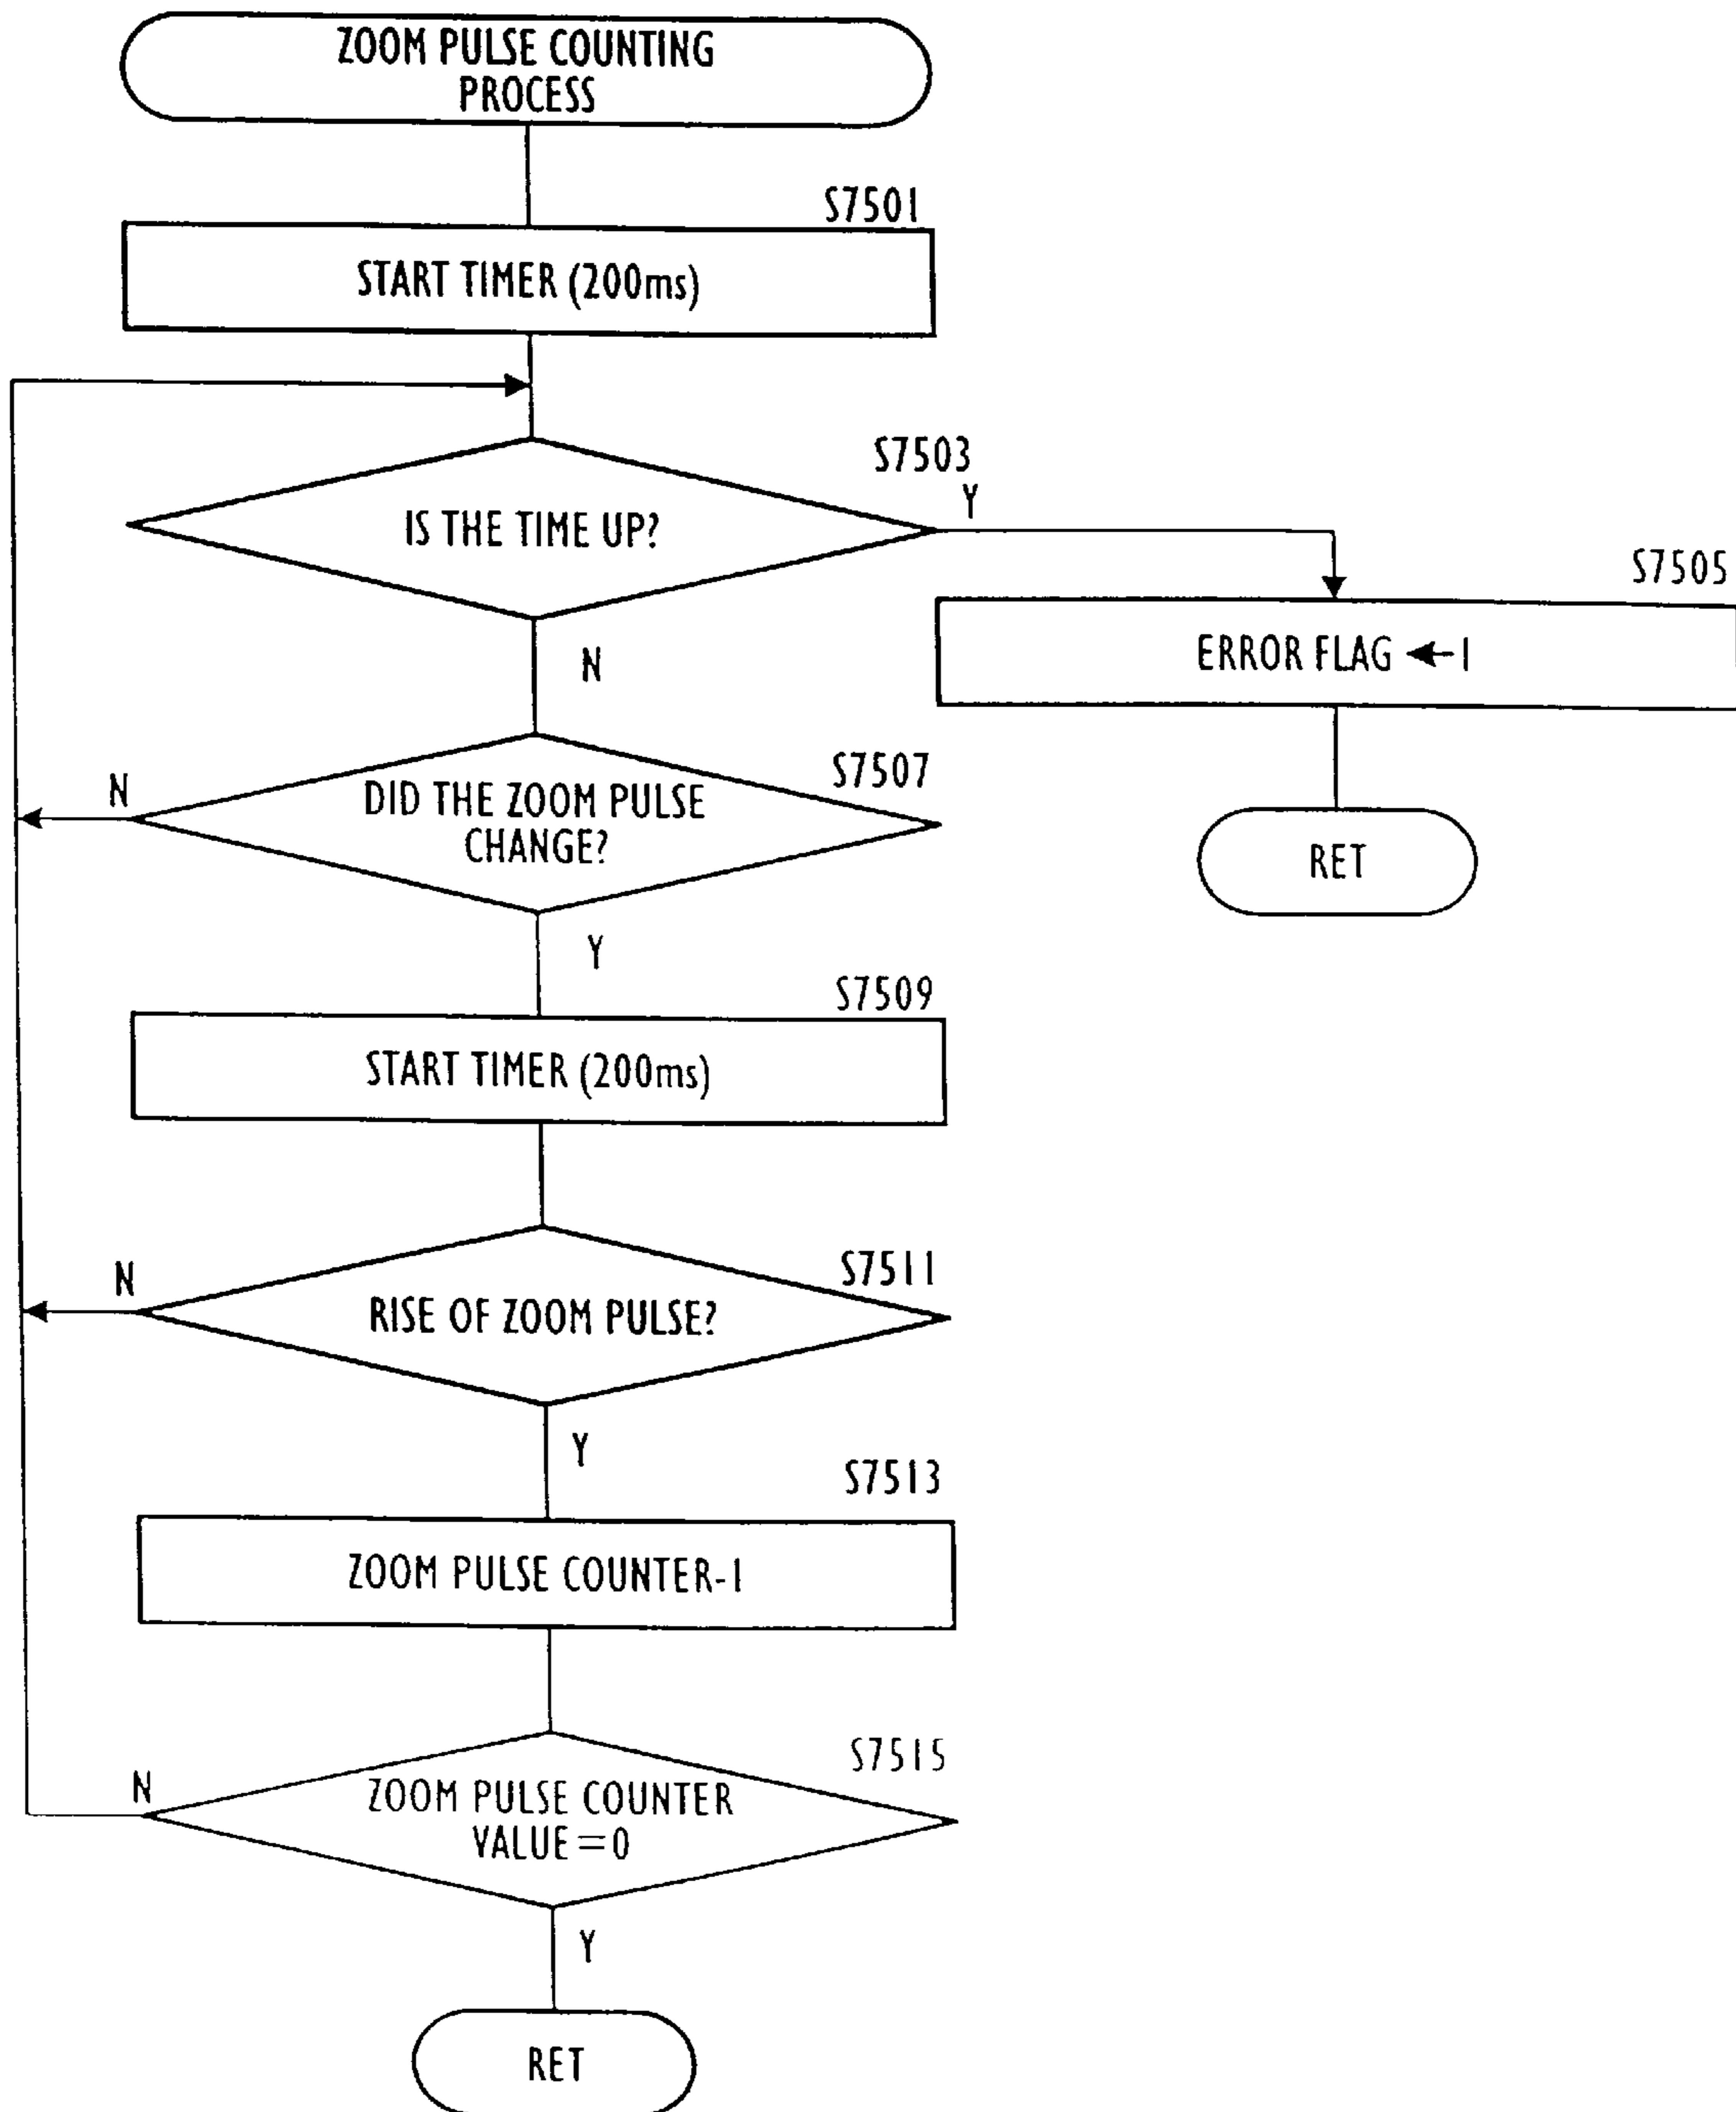 ZOOM PULSE COUNTING
PROCESS
S7501
START TIMER (200ms)
S7503
IS THE TIME UP?
Y
S7505
ERROR FLAG ←1
N
RET
S7507
DID THE ZOOM PULSE
CHANGE?
N
Y
S7509
START TIMER (200ms)
S7511
RISE OF ZOOM PULSE?
N
Y
S7513
ZOOM PULSE COUNTER-1
S7515
ZOOM PULSE COUNTER
VALUE=0
N
Y
RET